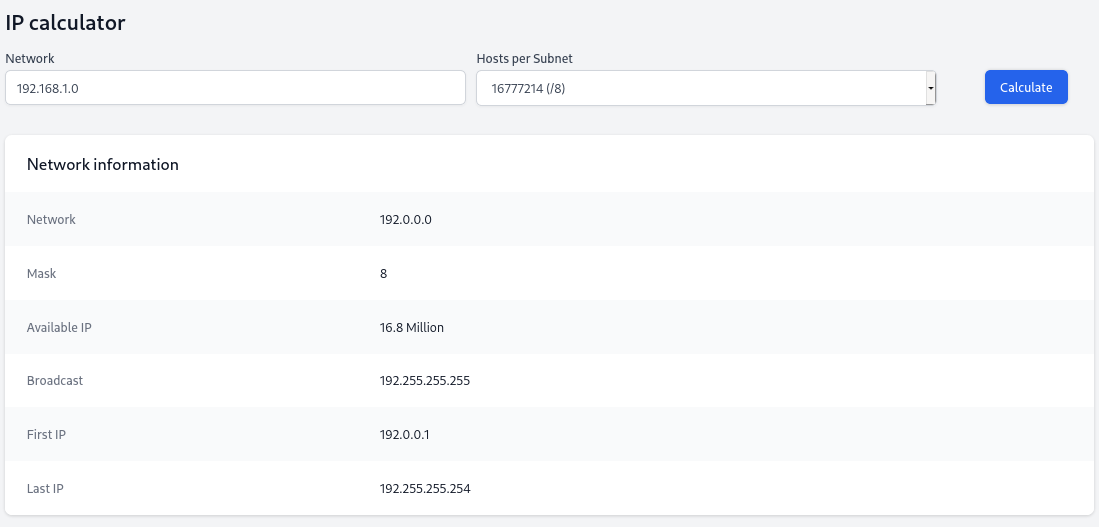 IP calculator
Network
Hosts per Subnet
192.168.1.0
16777214 (/8)
Calculate
Network information
Network 192.0.0.0
Mask 8
Available IP 16.8 Million
Broadcast 192.255.255.255
First IP 192.0.0.1
Last IP 192.255.255.254